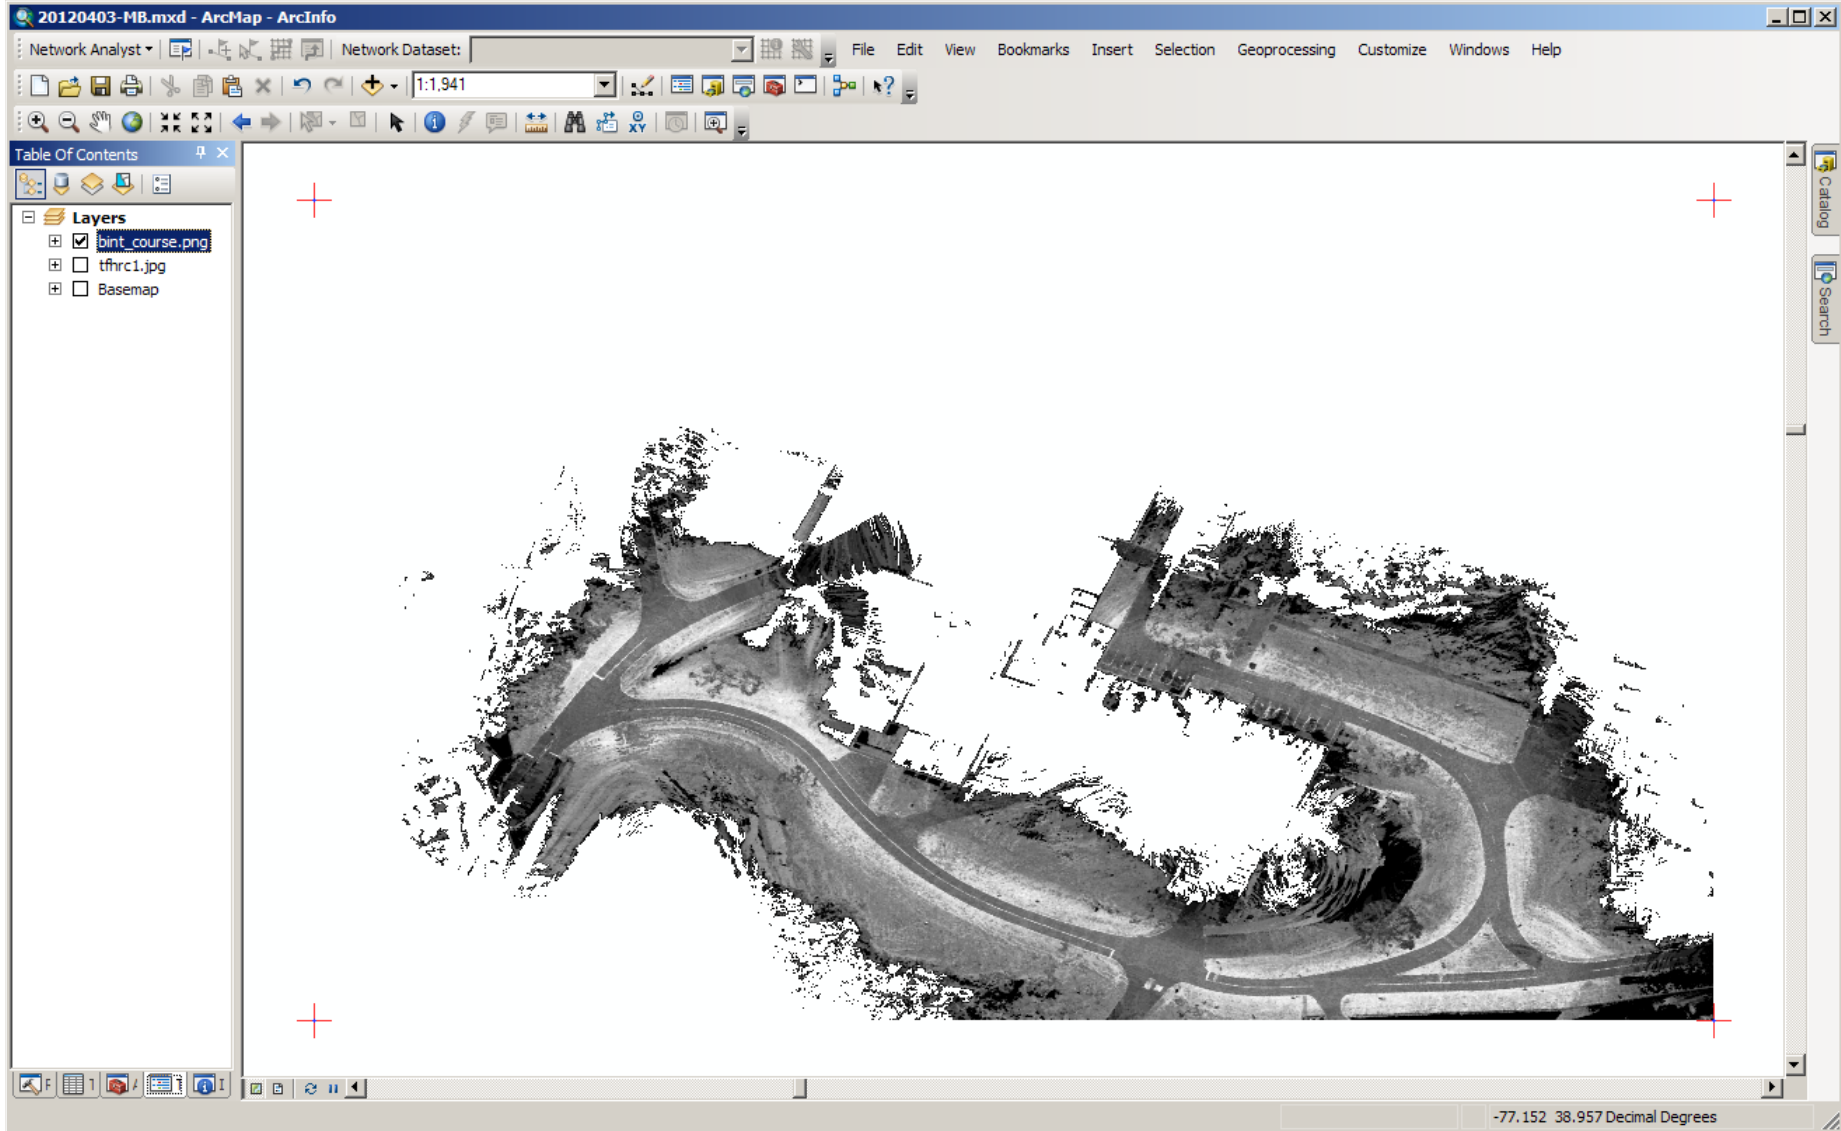 20120403-MB.mxd - ArcMap - ArcInfo
Network Analyst Network Dataset: File Edit View Bookmarks Insert Selection Geoprocessing Customize Windows Help
1:1,941
XY
Table Of Contents
Layers
bint_course.png
tfhrc1.jpg
Basemap
Catalog
Search
-77.152 38.957 Decimal Degrees